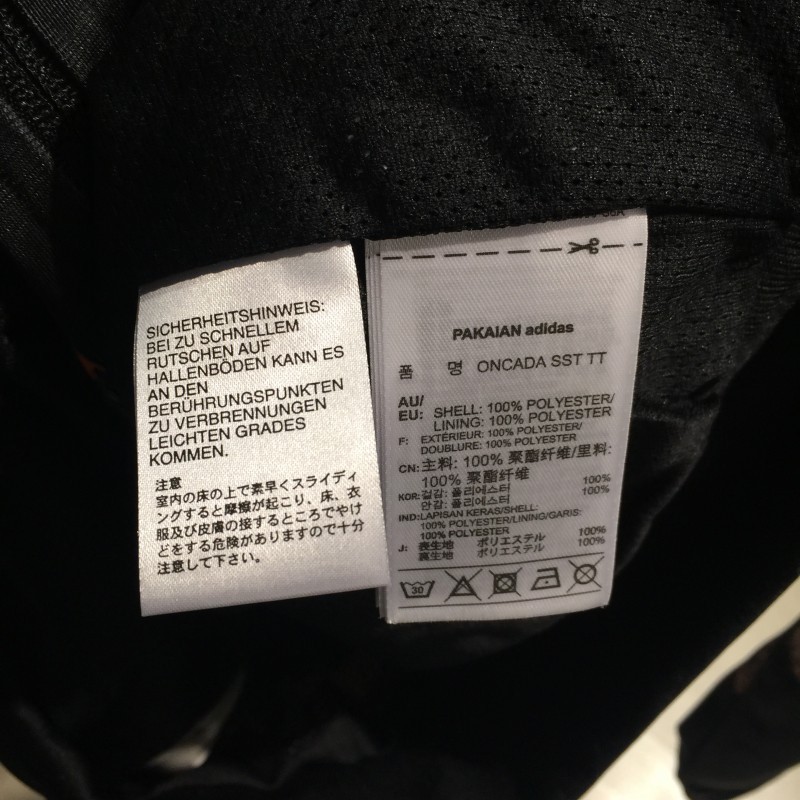 SICHERHEITSHINWEIS:
BEI ZU SCHNELLEM
RUTSCHEN AUF
HALLENBÖDEN KANN ES
AN DEN
BERÜHRUNGSPUNKTEN
ZU VERBRENNUNGEN
LEICHTEN GRADES
KOMMEN.
注意
室内の床の上で素早くスライディ
ングすると摩擦が起こり、床、衣
服及び皮膚の接するところでやけ
どをする危険がありますので十分
注意して下さい。
PAKAIAN adidas
품 명 ONCADA SST TT
AU/
EU: SHELL: 100% POLYESTER/
LINING: 100% POLYESTER
F: EXTÉRIEUR: 100% POLYESTER/
DOUBLURE: 100% POLYESTER
CN: 主料: 100% 聚酯纤维/里料:
100% 聚酯纤维
KOR: 겉감: 폴리에스터 100%
안감: 폴리에스터 100%
IND: LAPISAN KERAS/SHELL:
100% POLYESTER/LINING/GARIS:
100% POLYESTER
J: 表生地 ポリエステル 100%
裏生地 ポリエステル 100%
30